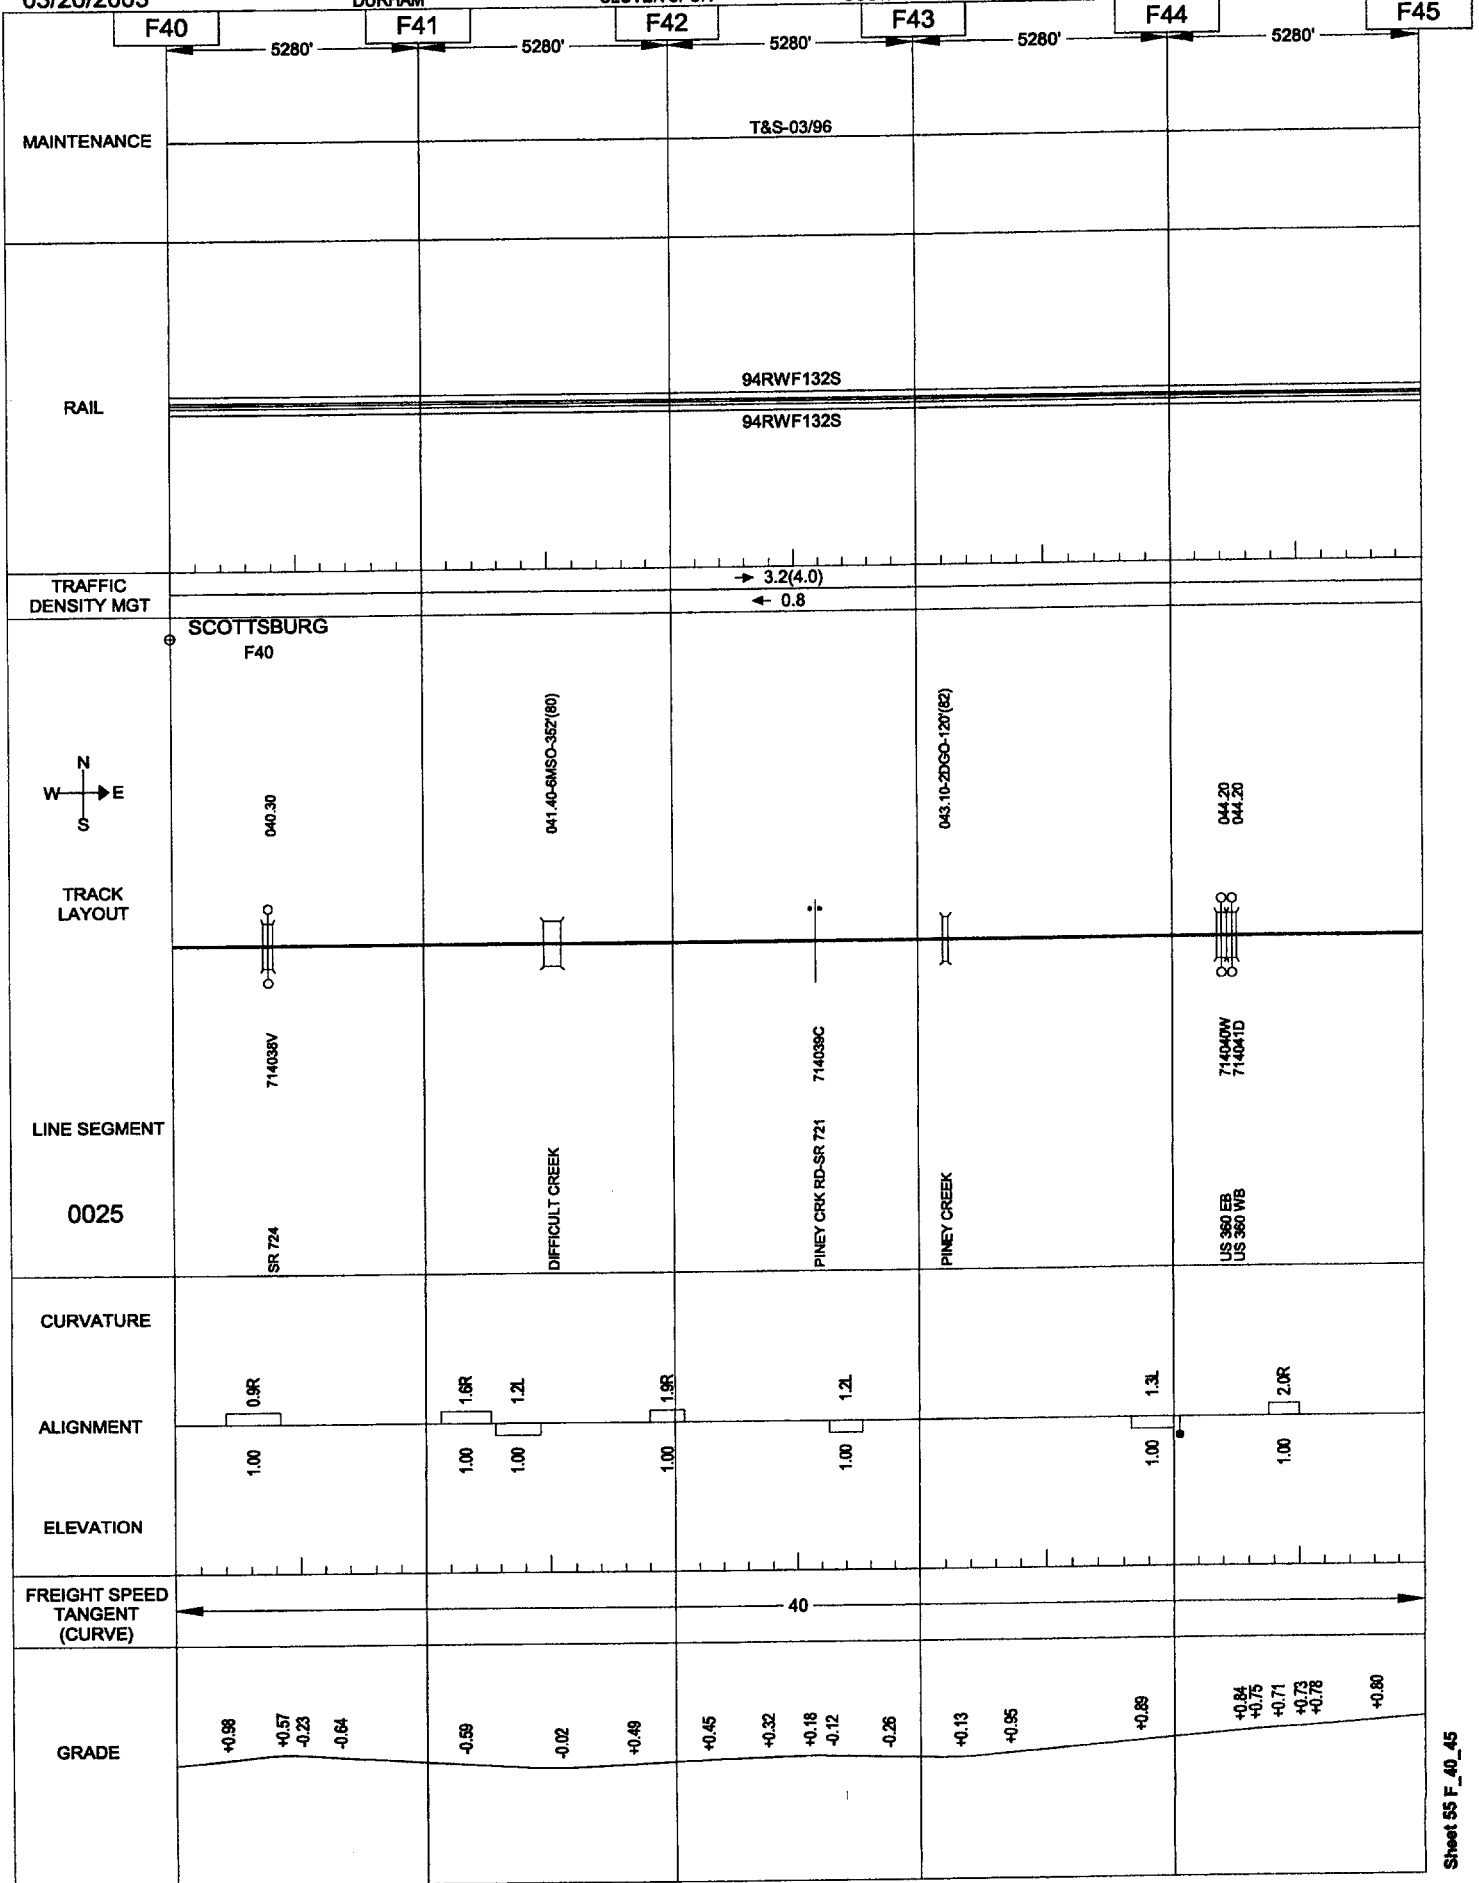 DURHAM
F40
F41
F42
F43
F44
F45
5280'
5280'
5280'
5280'
5280'
MAINTENANCE
T&S-03/96
RAIL
94RWF132S
94RWF132S
TRAFFIC
DENSITY MGT
3.2(4.0)
0.8
SCOTTSBURG
F40
N
W
E
S
040.30
041.40-6MSO-352'(80)
043.10-2DGO-120'(82)
044.20
044.20
TRACK
LAYOUT
714038V
714039C
714040W
714041D
LINE SEGMENT
0025
SR 724
DIFFICULT CREEK
PINEY CRK RD-SR 721
PINEY CREEK
US 360 EB
US 360 WB
CURVATURE
0.9R
1.6R
1.2L
1.9R
1.2L
1.3L
2.0R
ALIGNMENT
1.00
1.00
1.00
1.00
1.00
1.00
1.00
ELEVATION
FREIGHT SPEED
TANGENT
(CURVE)
40
GRADE
+0.98
+0.57
-0.23
-0.64
-0.59
-0.02
+0.49
+0.45
+0.32
+0.18
-0.12
-0.26
+0.13
+0.95
+0.89
+0.84
+0.75
+0.71
+0.73
+0.78
+0.80
Sheet 55 F_40_45